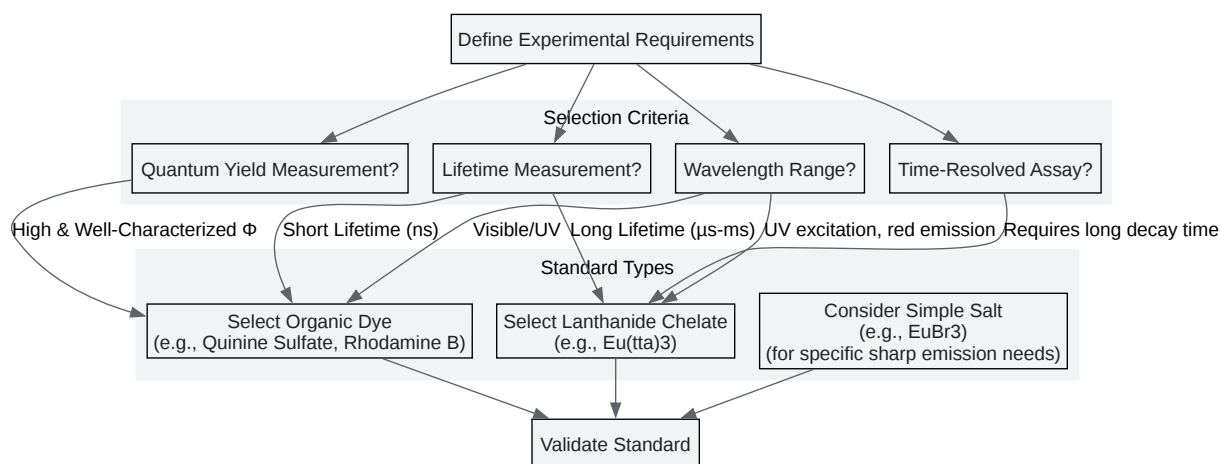 Define Experimental Requirements
Selection Criteria
Quantum Yield Measurement?
Lifetime Measurement?
Wavelength Range?
Time-Resolved Assay?
High & Well-Characterized Φ
Short Lifetime (ns)
Visible/UV
Long Lifetime (µs-ms)
UV excitation, red emission
Requires long decay time
Standard Types
Select Organic Dye
(e.g., Quinine Sulfate, Rhodamine B)
Select Lanthanide Chelate
(e.g., Eu(tta)3)
Consider Simple Salt
(e.g., EuBr3)
(for specific sharp emission needs)
Validate Standard